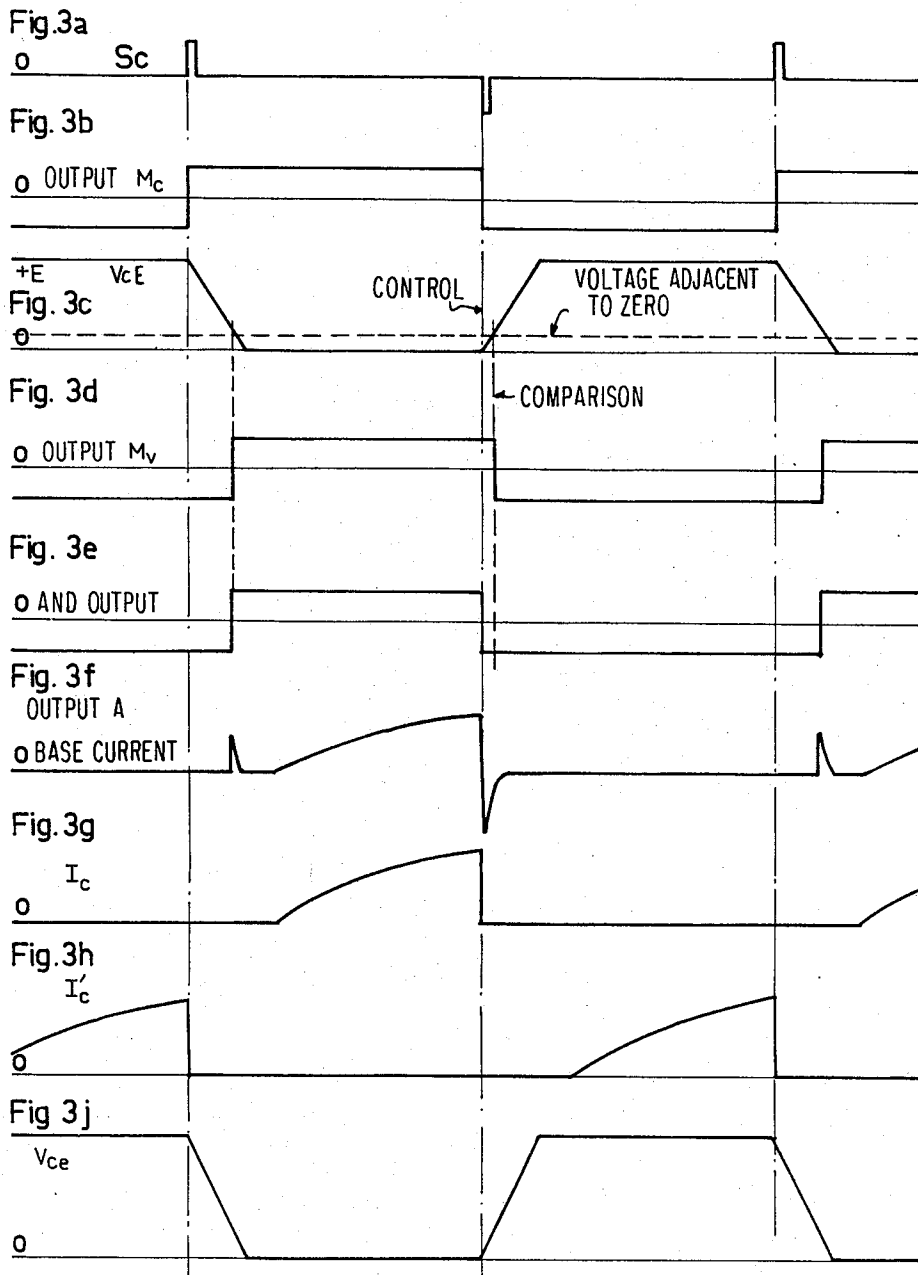 Fig.3a
o Sc
Fig. 3b
o OUTPUT Mc
+E VcE
CONTROL
VOLTAGE ADJACENT
TO ZERO
Fig. 3c
o
Fig. 3d
COMPARISON
o OUTPUT Mv
Fig. 3e
o AND OUTPUT
Fig. 3f
OUTPUT A
o BASE CURRENT
Fig.3g
Ic
o
Fig.3h
I'c
o
Fig 3j
Vce
o